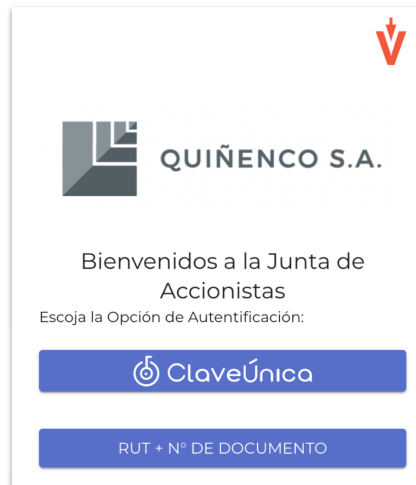 QUIÑENCO S.A.
Bienvenidos a la Junta de
Accionistas
Escoja la Opción de Autentificación:
ClaveÚnica
RUT + N° DE DOCUMENTO